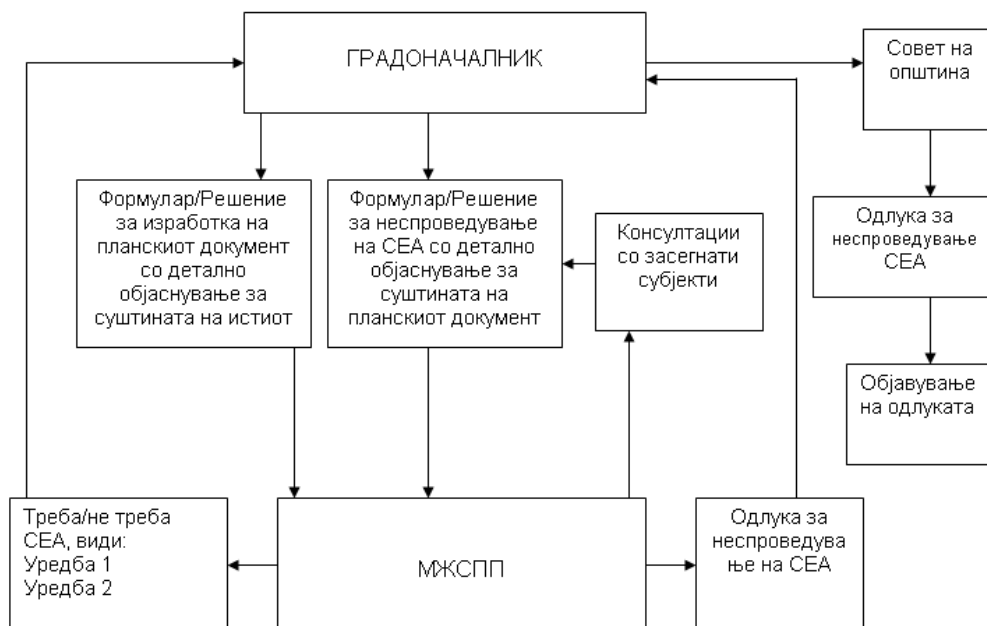 ГРАДОНАЧАЛНИК
Совет на
општина
Формулар/Решение
за изработка на
планскиот документ
со детално
објаснување за
суштината на истиот
Формулар/Решение
за неспроведување
на СЕА со детално
објаснување за
суштината на
планскиот документ
Консултации
со засегнати
субјекти
Одлука за
неспроведување
СЕА
Објавување
на одлуката
Треба/не треба
СЕА, види:
Уредба 1
Уредба 2
МЖСПП
Одлука за
неспроведува
ње на СЕА